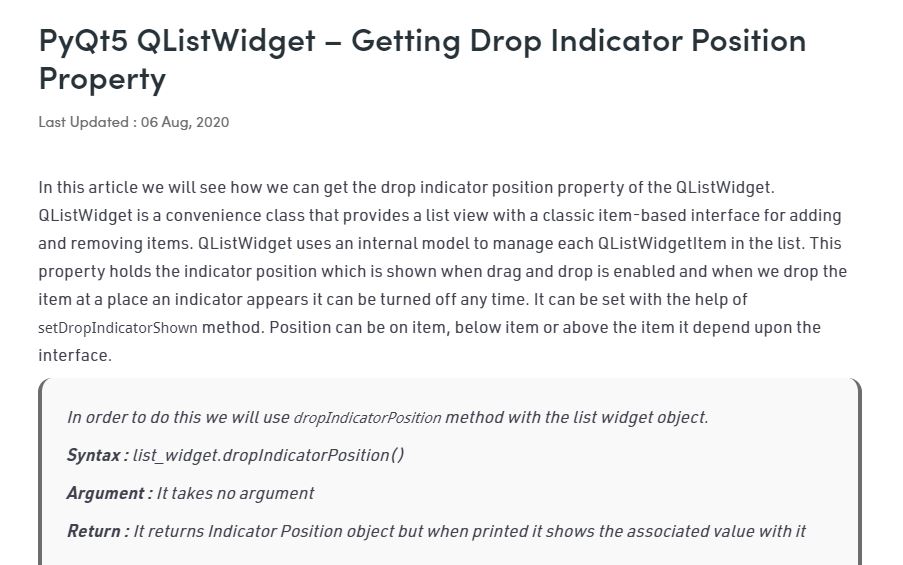 PyQt5 QListWidget – Getting Drop Indicator Position
Property
Last Updated : 06 Aug, 2020
In this article we will see how we can get the drop indicator position property of the QListWidget.
QListWidget is a convenience class that provides a list view with a classic item-based interface for adding
and removing items. QListWidget uses an internal model to manage each QListWidgetItem in the list. This
property holds the indicator position which is shown when drag and drop is enabled and when we drop the
item at a place an indicator appears it can be turned off any time. It can be set with the help of
setDropIndicatorShown method. Position can be on item, below item or above the item it depend upon the
interface.
In order to do this we will use dropIndicatorPosition method with the list widget object.
Syntax : list_widget.dropIndicatorPosition()
Argument : It takes no argument
Return : It returns Indicator Position object but when printed it shows the associated value with it